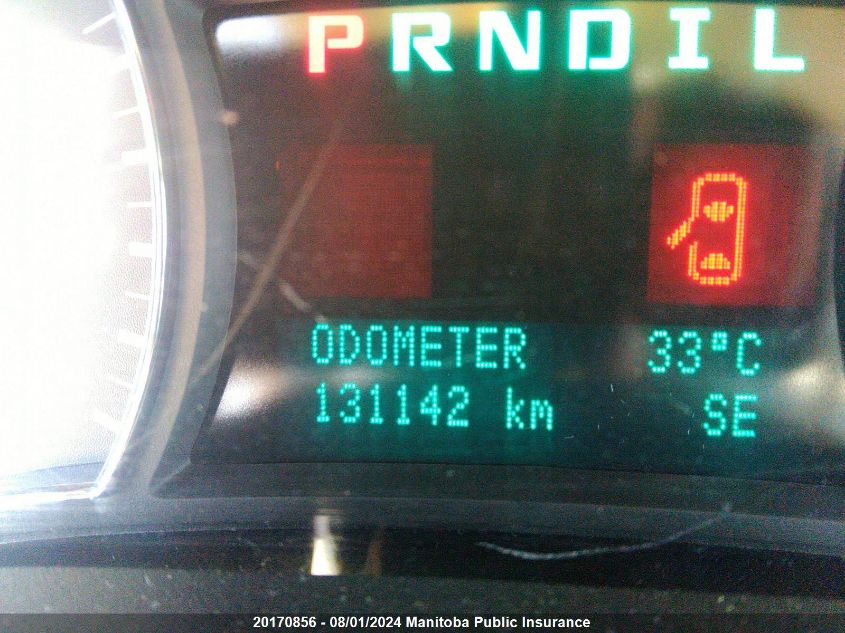 PRNDIL
ODOMETER 33°C
131142 km SE
20170856 - 08/01/2024 Manitoba Public Insurance